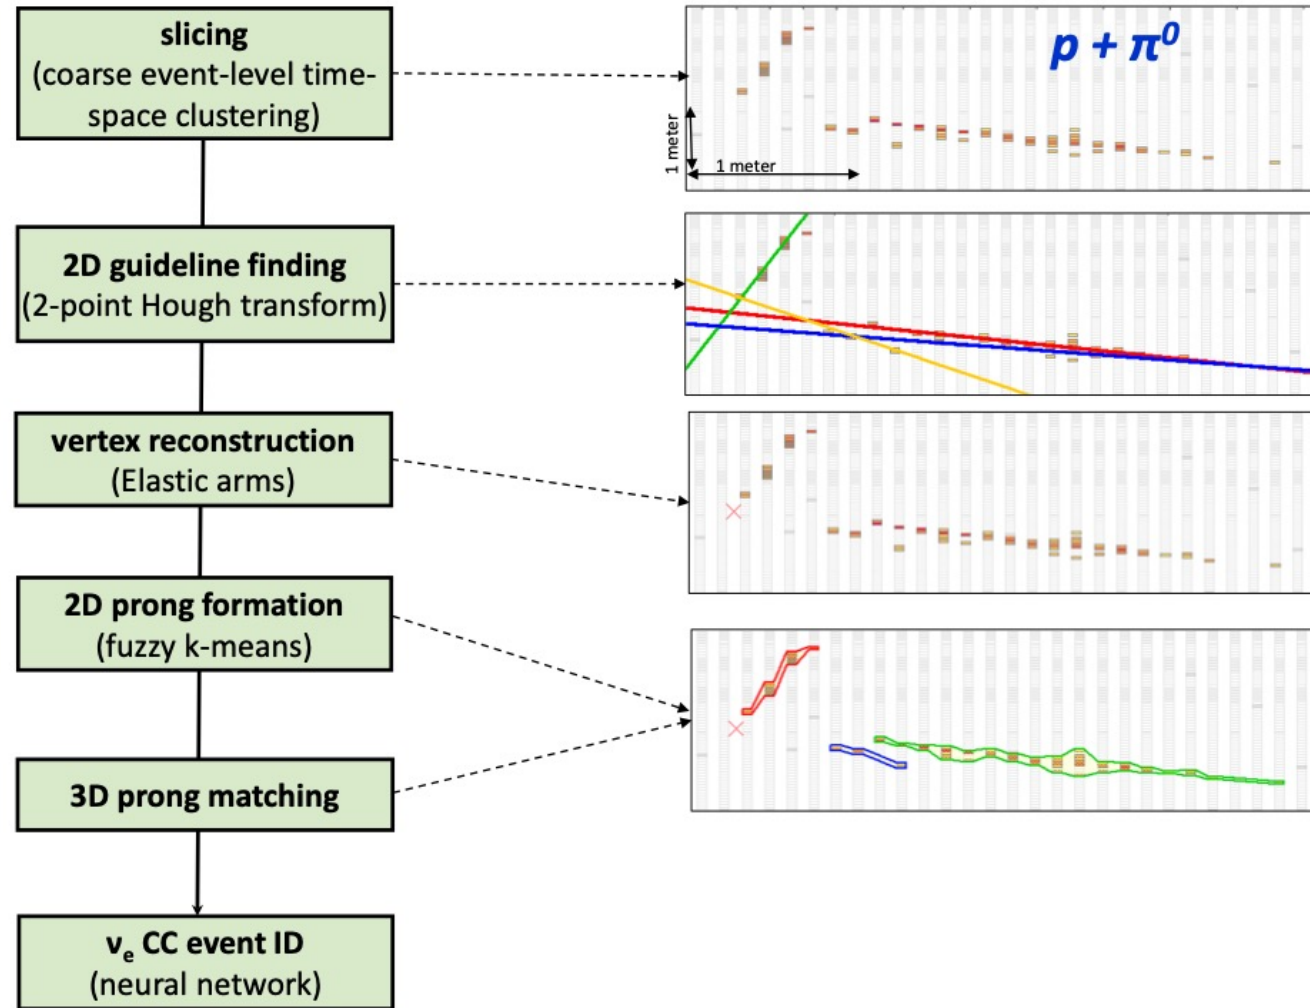 slicing
(coarse event-level time-
space clustering)
p + π⁰
1 meter
1 meter
2D guideline finding
(2-point Hough transform)
vertex reconstruction
(Elastic arms)
2D prong formation
(fuzzy k-means)
3D prong matching
νₑ CC event ID
(neural network)